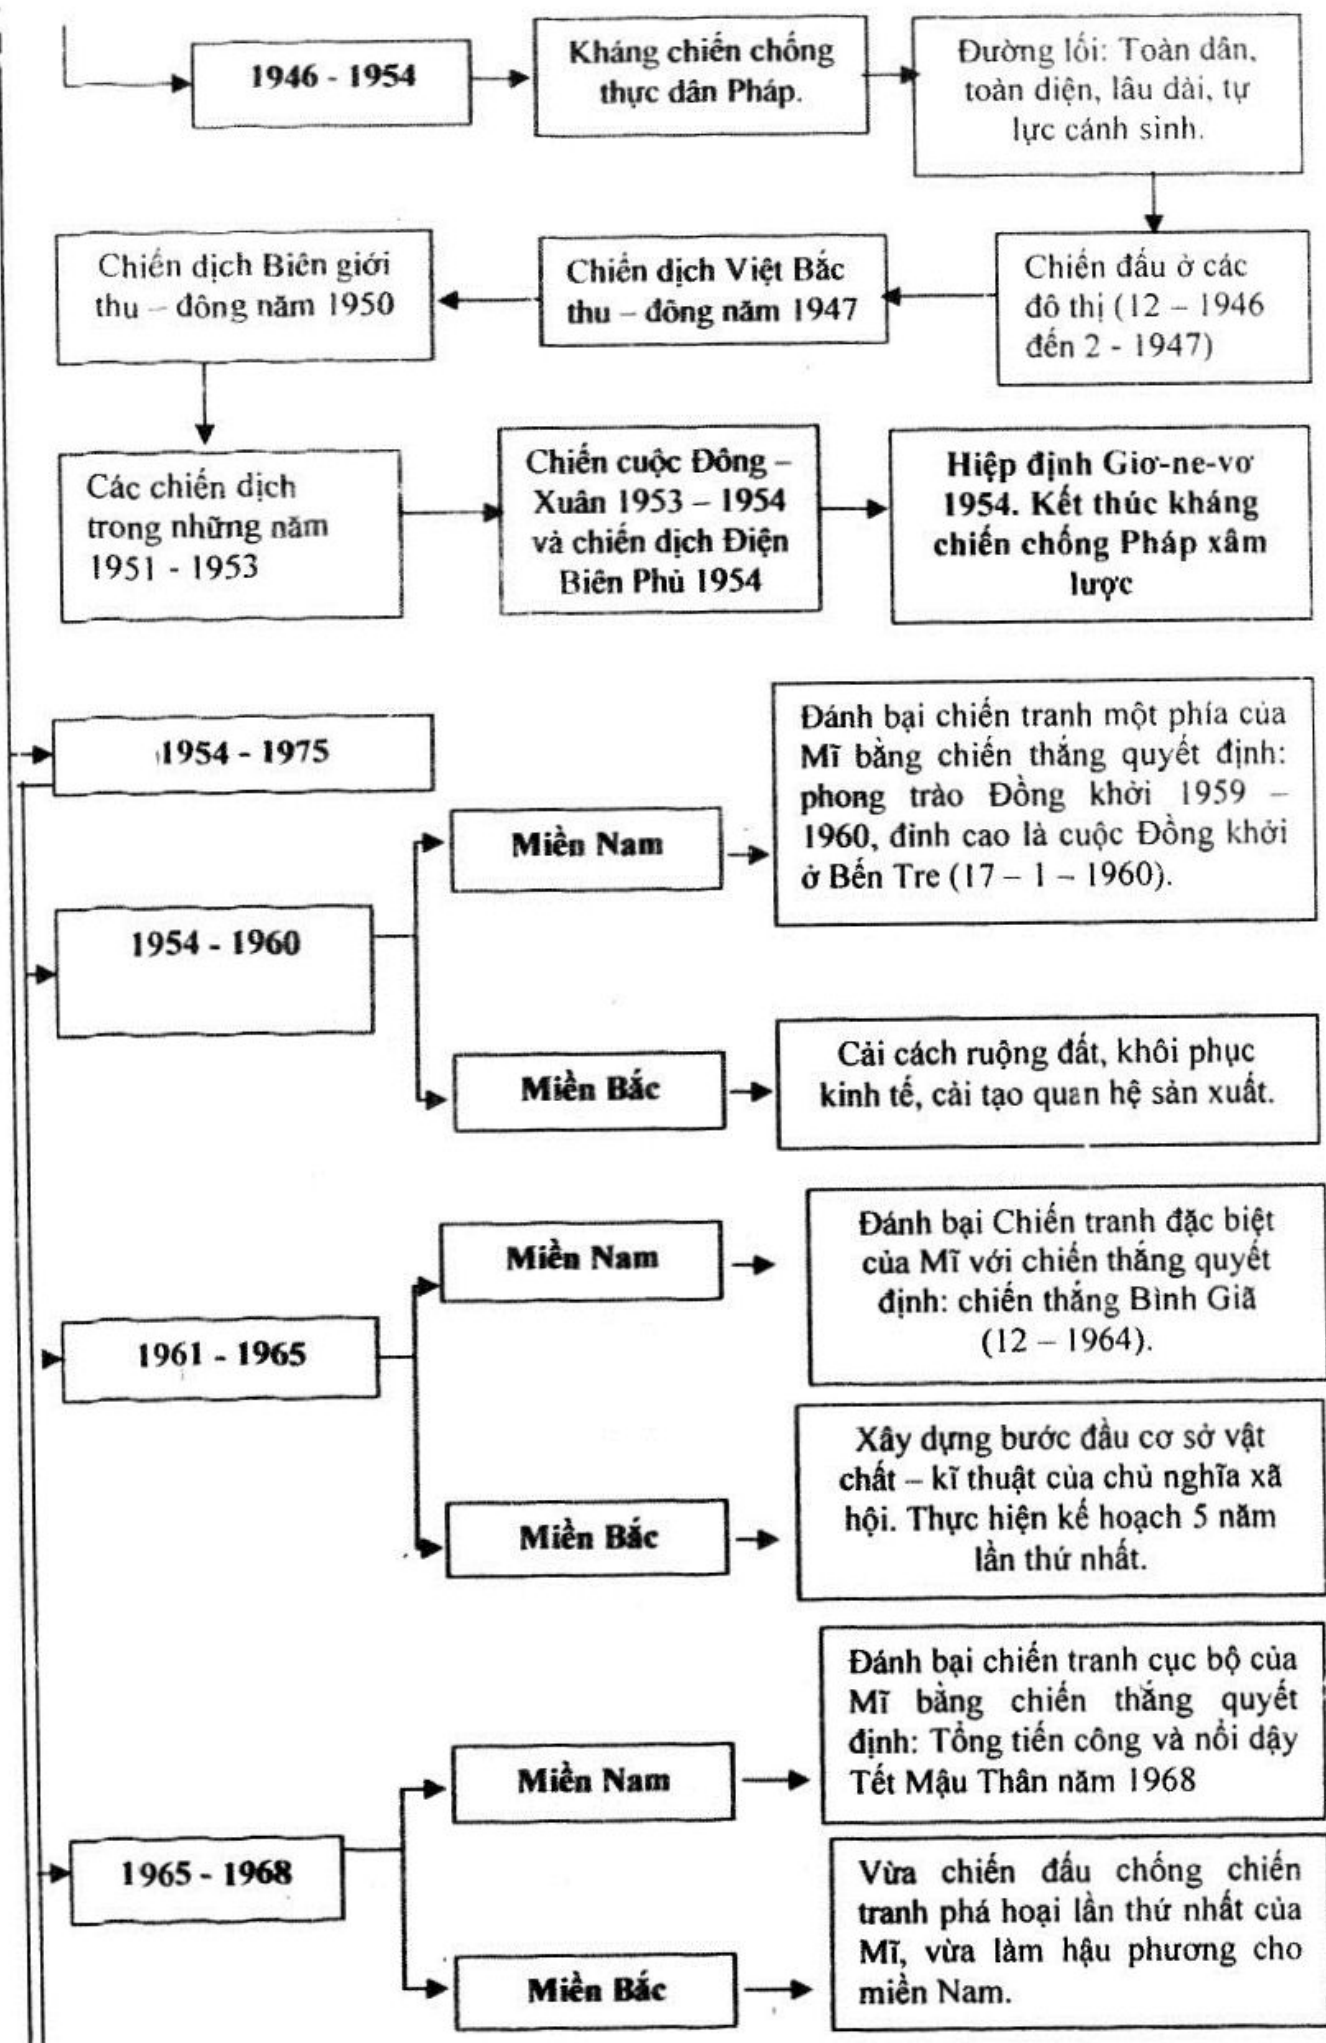 1946 - 1954
Kháng chiến chống
thực dân Pháp.
Đường lối: Toàn dân,
toàn diện, lâu dài, tự
lực cánh sinh.
Chiến đấu ở các
đô thị (12 – 1946
đến 2 - 1947)
Chiến dịch Việt Bắc
thu – đông năm 1947
Chiến dịch Biên giới
thu – đông năm 1950
Các chiến dịch
trong những năm
1951 - 1953
Chiến cuộc Đông –
Xuân 1953 – 1954
và chiến dịch Điện
Biên Phủ 1954
Hiệp định Giơ-ne-vơ
1954. Kết thúc kháng
chiến chống Pháp xâm
lược
1954 - 1975
1954 - 1960
Miền Nam
Đánh bại chiến tranh một phía của
Mĩ bằng chiến thắng quyết định:
phong trào Đồng khởi 1959 –
1960, đỉnh cao là cuộc Đồng khởi
ở Bến Tre (17 – 1 – 1960).
Miền Bắc
Cải cách ruộng đất, khôi phục
kinh tế, cải tạo quan hệ sản xuất.
1961 - 1965
Miền Nam
Đánh bại Chiến tranh đặc biệt
của Mĩ với chiến thắng quyết
định: chiến thắng Bình Giã
(12 – 1964).
Miền Bắc
Xây dựng bước đầu cơ sở vật
chất – kĩ thuật của chủ nghĩa xã
hội. Thực hiện kế hoạch 5 năm
lần thứ nhất.
1965 - 1968
Miền Nam
Đánh bại chiến tranh cục bộ của
Mĩ bằng chiến thắng quyết
định: Tổng tiến công và nổi dậy
Tết Mậu Thân năm 1968
Miền Bắc
Vừa chiến đấu chống chiến
tranh phá hoại lần thứ nhất của
Mĩ, vừa làm hậu phương cho
miền Nam.